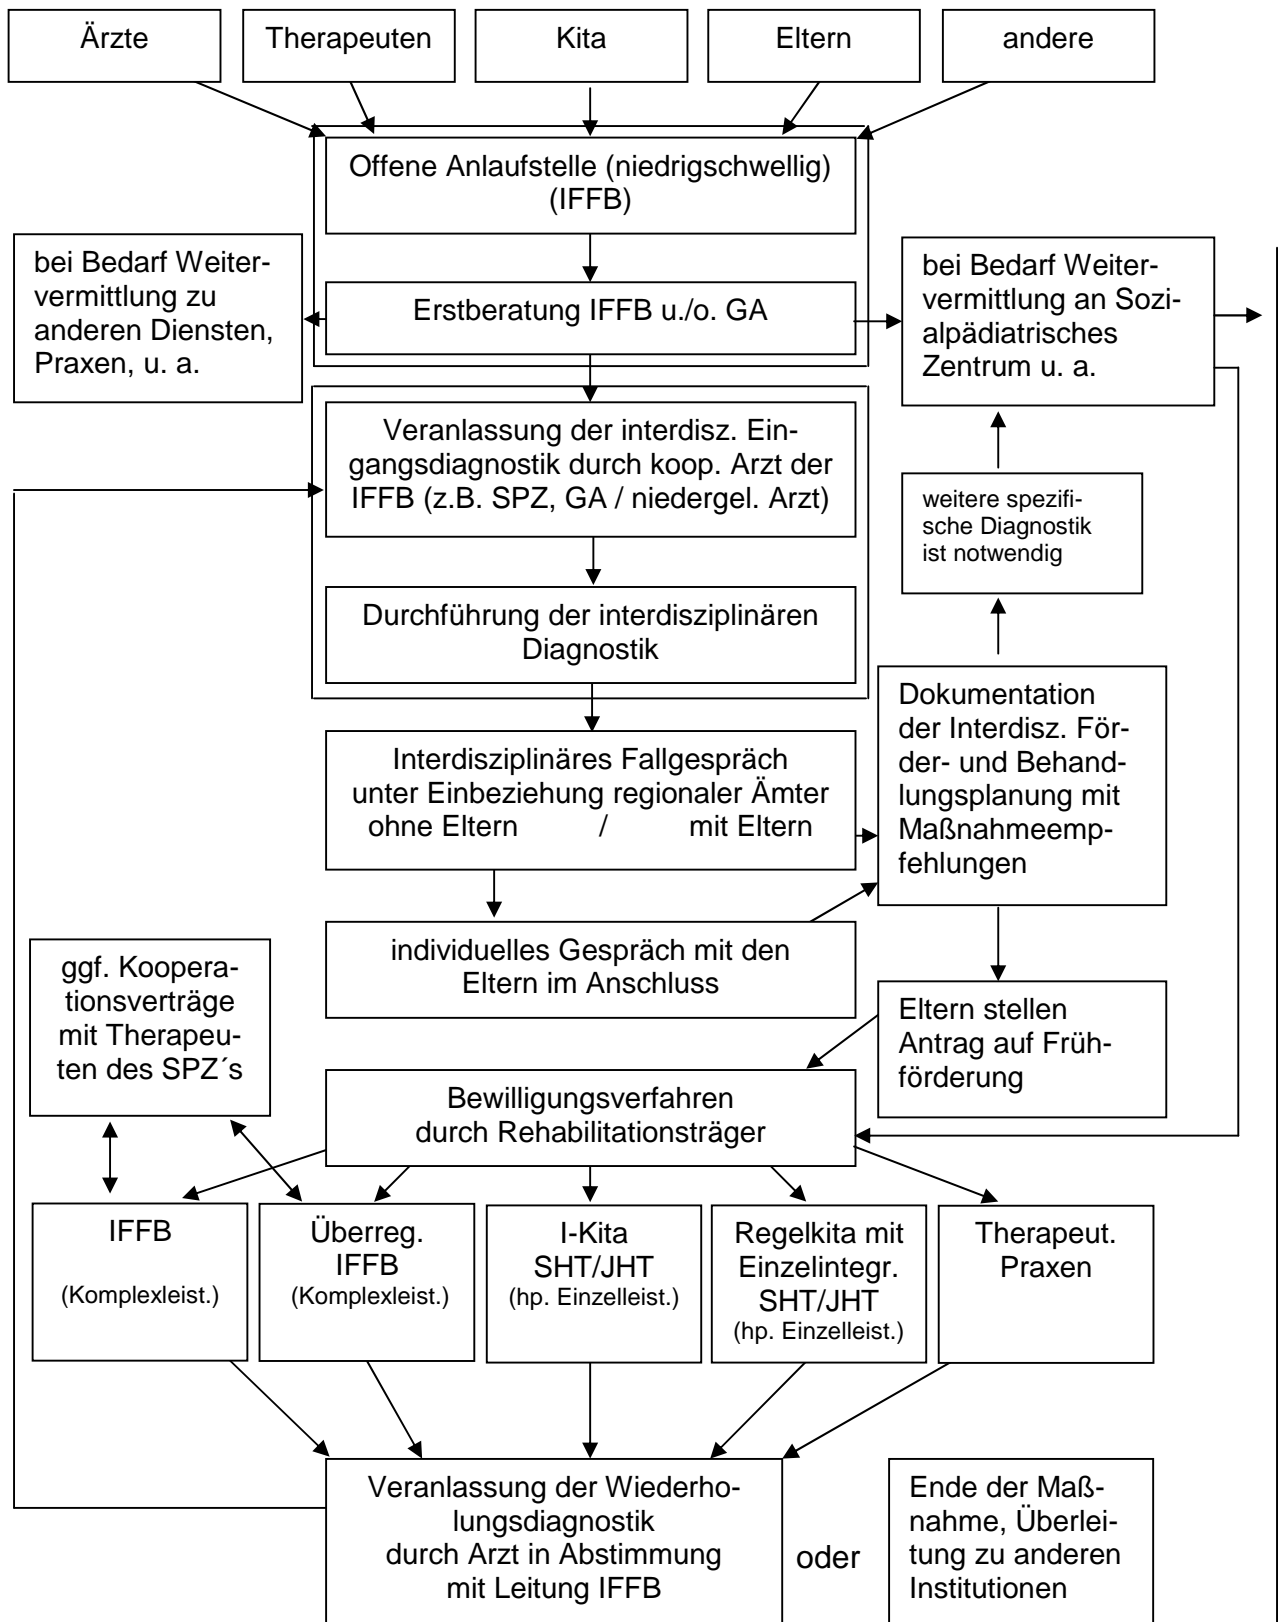 Ärzte
Therapeuten
Kita
Eltern
andere
Offene Anlaufstelle (niedrigschwellig)
(IFFB)
bei Bedarf Weiter-
vermittlung zu
anderen Diensten,
Praxen, u. a.
Erstberatung IFFB u./o. GA
bei Bedarf Weiter-
vermittlung an Sozi-
alpädiatrisches
Zentrum u. a.
Veranlassung der interdisz. Ein-
gangsdiagnostik durch koop. Arzt der
IFFB (z.B. SPZ, GA / niedergel. Arzt)
weitere spezifi-
sche Diagnostik
ist notwendig
Durchführung der interdisziplinären
Diagnostik
Interdisziplinäres Fallgespräch
unter Einbeziehung regionaler Ämter
ohne Eltern / mit Eltern
Dokumentation
der Interdisz. För-
der- und Behand-
lungsplanung mit
Maßnahmeemp-
fehlungen
individuelles Gespräch mit den
Eltern im Anschluss
ggf. Koopera-
tionsverträge
mit Therapeu-
ten des SPZ´s
Eltern stellen
Antrag auf Früh-
förderung
Bewilligungsverfahren
durch Rehabilitationsträger
IFFB
(Komplexleist.)
Überreg.
IFFB
(Komplexleist.)
I-Kita
SHT/JHT
(hp. Einzelleist.)
Regelkita mit
Einzelintegr.
SHT/JHT
(hp. Einzelleist.)
Therapeut.
Praxen
Veranlassung der Wiederho-
lungsdiagnostik
durch Arzt in Abstimmung
mit Leitung IFFB
oder
Ende der Maß-
nahme, Überlei-
tung zu anderen
Institutionen